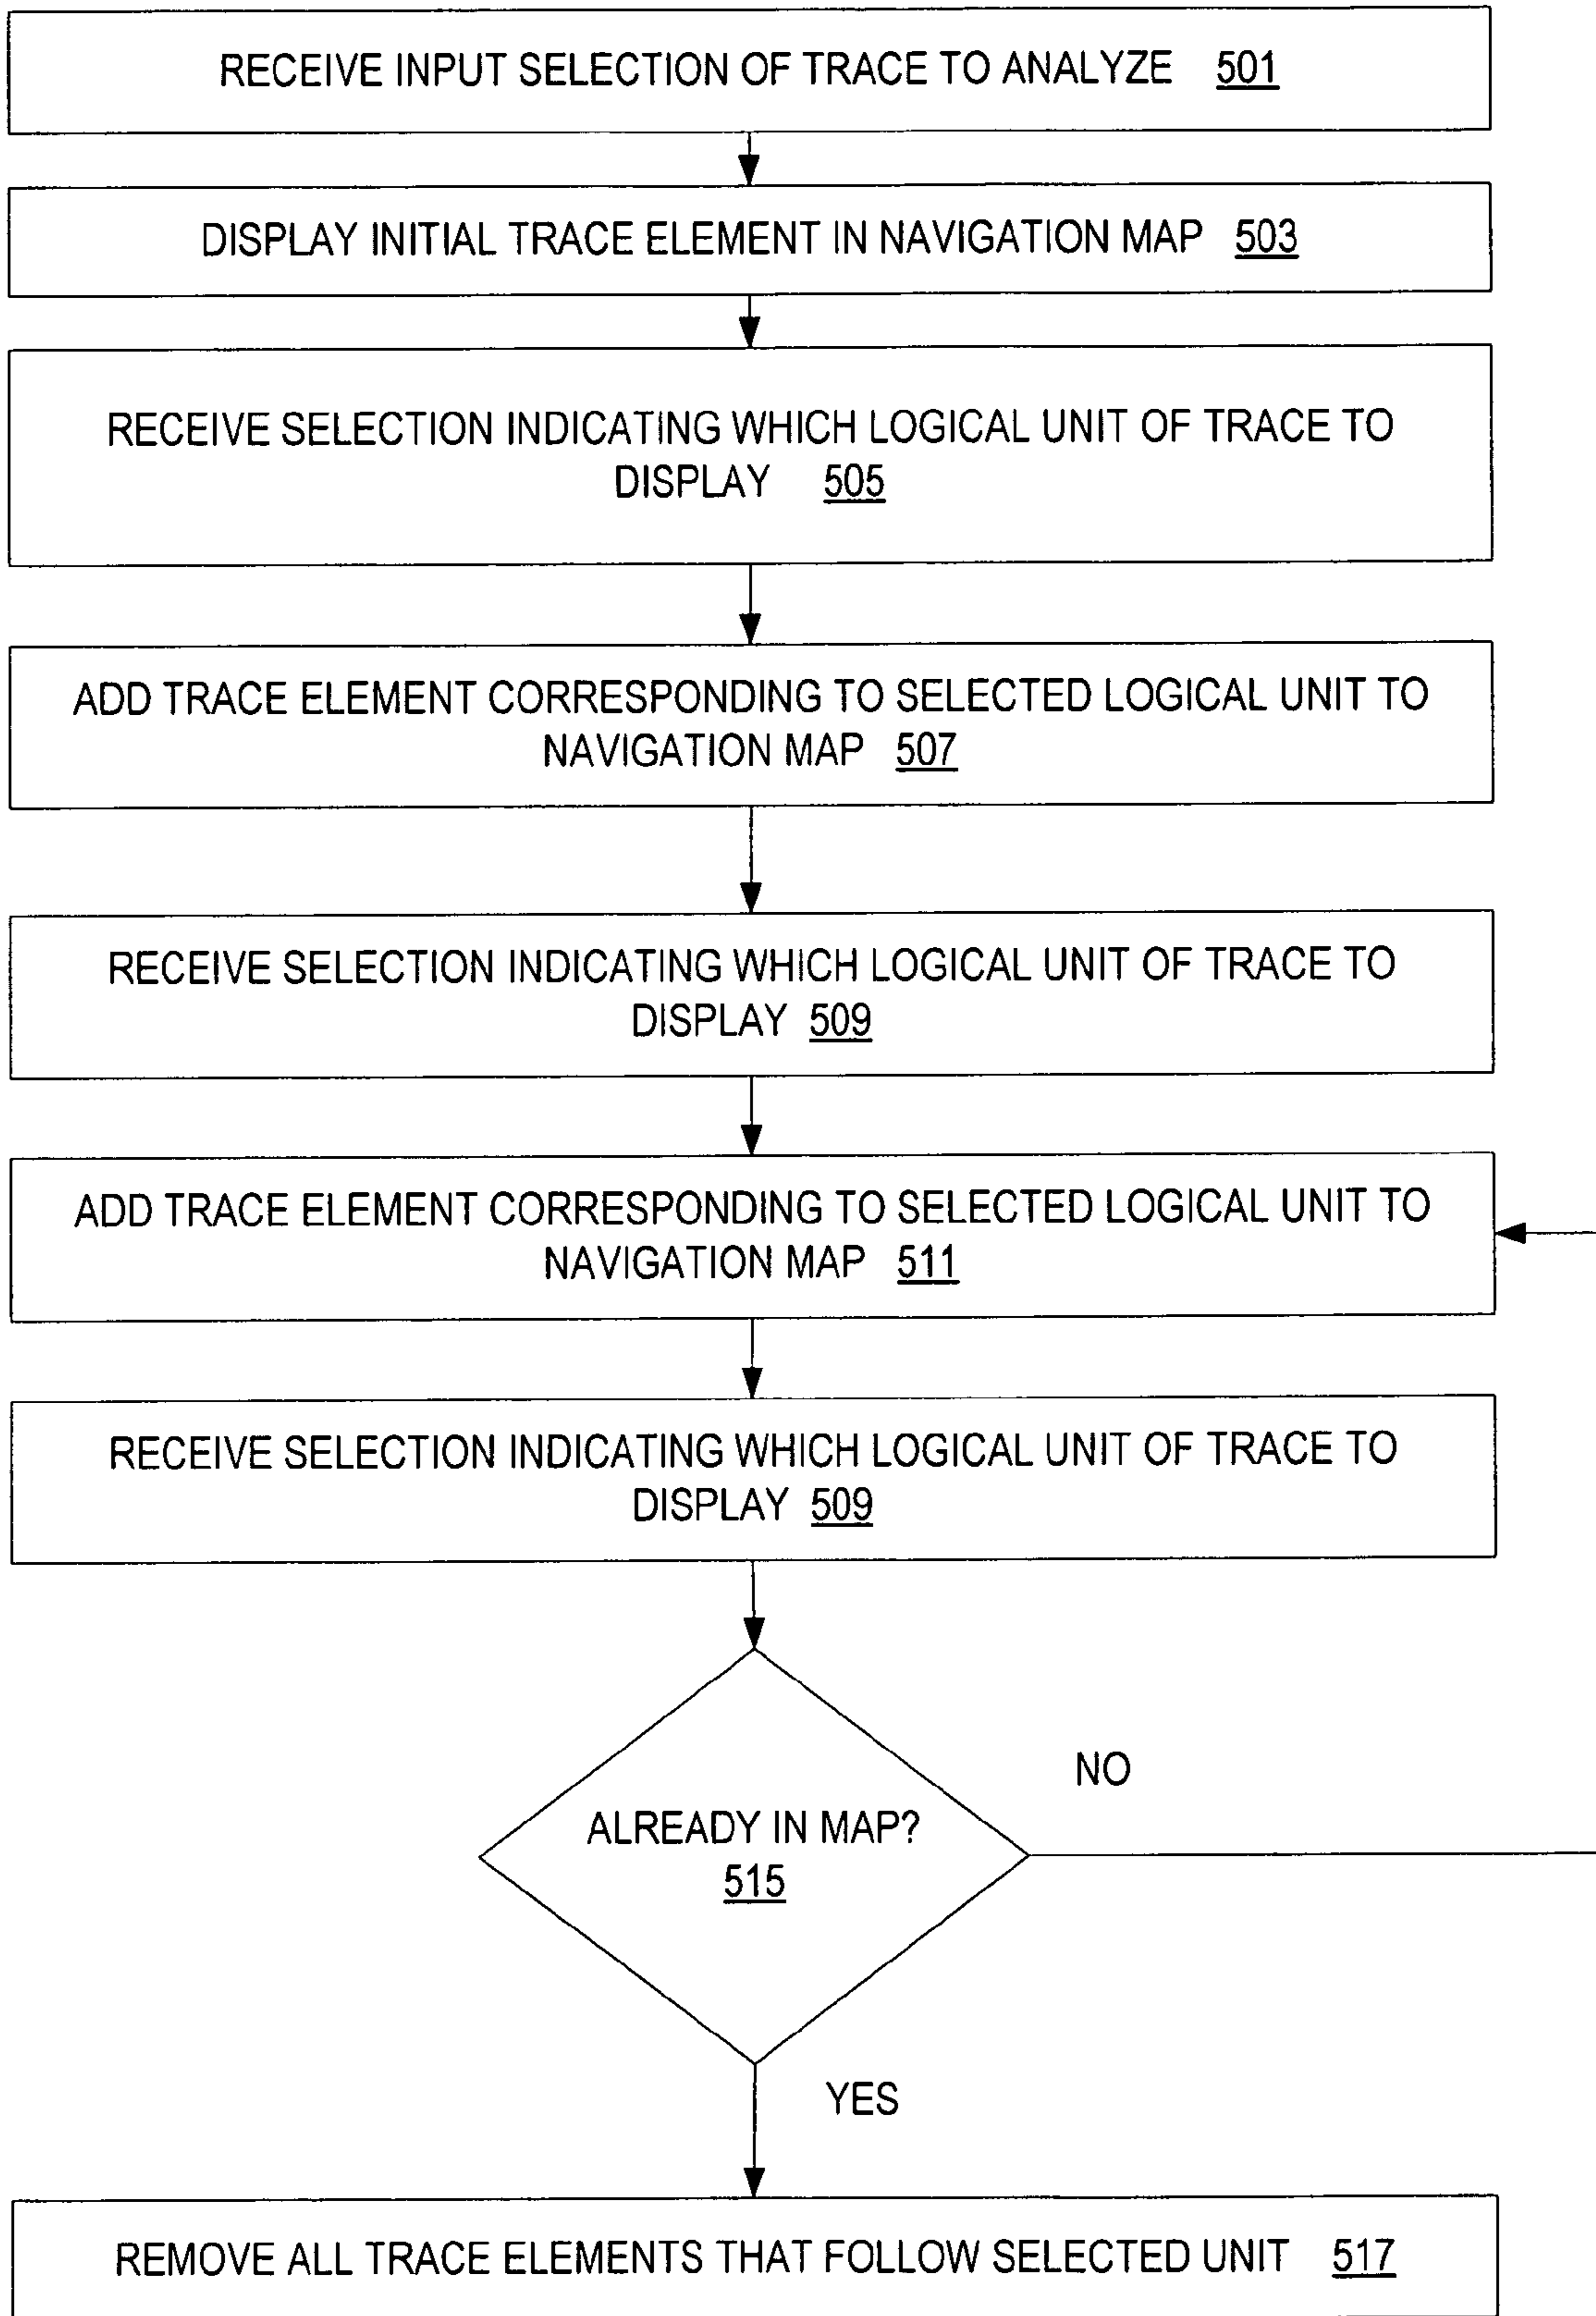 RECEIVE INPUT SELECTION OF TRACE TO ANALYZE 501
DISPLAY INITIAL TRACE ELEMENT IN NAVIGATION MAP 503
RECEIVE SELECTION INDICATING WHICH LOGICAL UNIT OF TRACE TO
DISPLAY 505
ADD TRACE ELEMENT CORRESPONDING TO SELECTED LOGICAL UNIT TO
NAVIGATION MAP 507
RECEIVE SELECTION INDICATING WHICH LOGICAL UNIT OF TRACE TO
DISPLAY 509
ADD TRACE ELEMENT CORRESPONDING TO SELECTED LOGICAL UNIT TO
NAVIGATION MAP 511
RECEIVE SELECTION INDICATING WHICH LOGICAL UNIT OF TRACE TO
DISPLAY 509
NO
ALREADY IN MAP?
515
YES
REMOVE ALL TRACE ELEMENTS THAT FOLLOW SELECTED UNIT 517